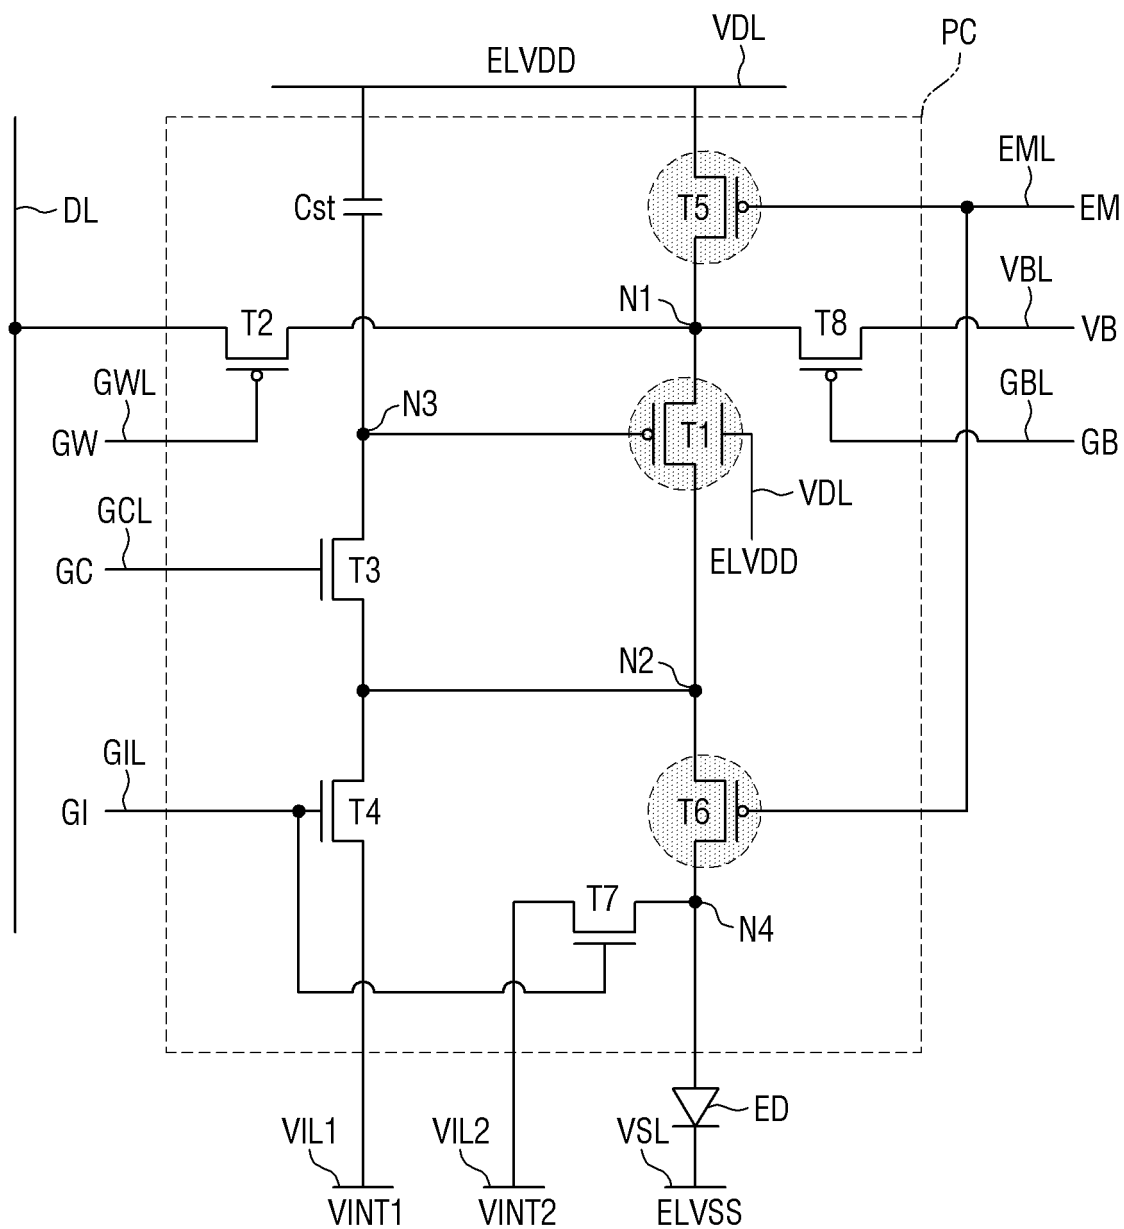 VDL
PC
ELVDD
EML
DL
Cst
T5
EM
VBL
N1
T2
T8
VB
GWL
GBL
N3
GW
T1
GB
VDL
GCL
GC
T3
ELVDD
N2
GIL
GI
T4
T6
T7
N4
ED
VIL1
VIL2
VSL
VINT1
VINT2
ELVSS